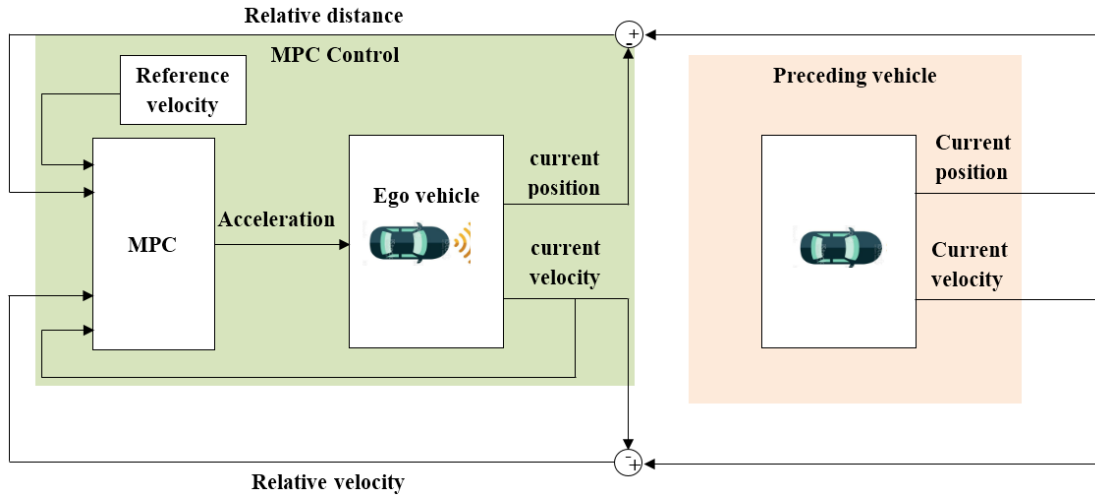 Relative distance
+
-
MPC Control
Reference
velocity
Preceding vehicle
current
position
Current
position
Ego vehicle
Acceleration
MPC
current
velocity
Current
velocity
-
+
Relative velocity